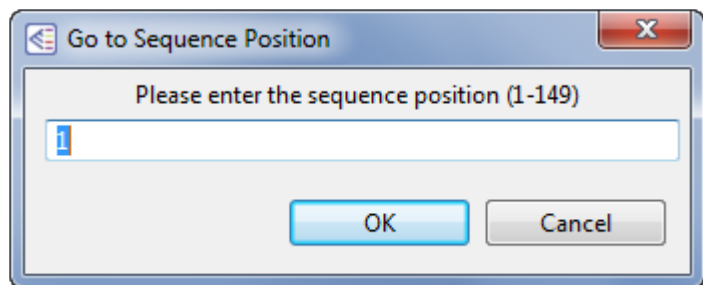 Go to Sequence Position
Please enter the sequence position (1-149)
1
OK Cancel